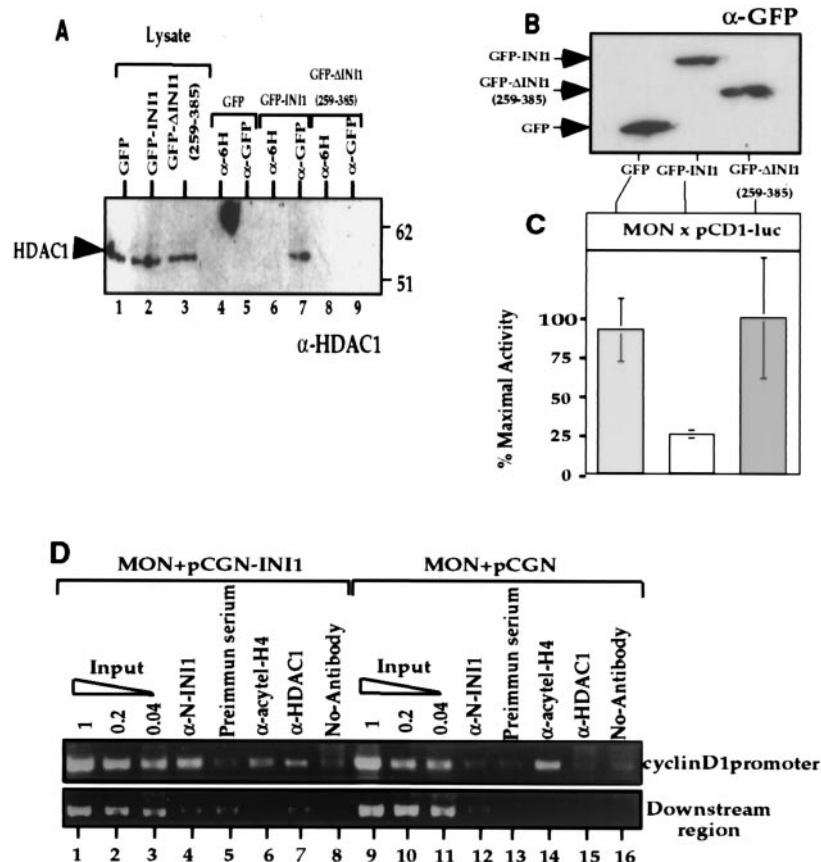 A
Lysate
GFP
GFP-INI1
GFP-ΔINI1
(259-385)
GFP
GFP-INI1
GFP-ΔINI1
(259-385)
α-6H
α-GFP
α-6H
α-GFP
α-6H
α-GFP
HDAC1
62
51
1 2 3 4 5 6 7 8 9
α-HDAC1
B
α-GFP
GFP-INI1
GFP-ΔINI1
(259-385)
GFP
GFP
GFP-INI1
GFP-ΔINI1
(259-385)
C
MON x pCD1-luc
% Maximal Activity
100
75
50
25
0
D
MON+pCGN-INI1
MON+pCGN
Input
1
0.2
0.04
α-N-INI1
Preimmun serium
α-acytel-H4
α-HDAC1
No-Antibody
Input
1
0.2
0.04
α-N-INI1
Preimmun serium
α-acytel-H4
α-HDAC1
No-Antibody
cyclinD1promoter
Downstream
region
1 2 3 4 5 6 7 8 9 10 11 12 13 14 15 16